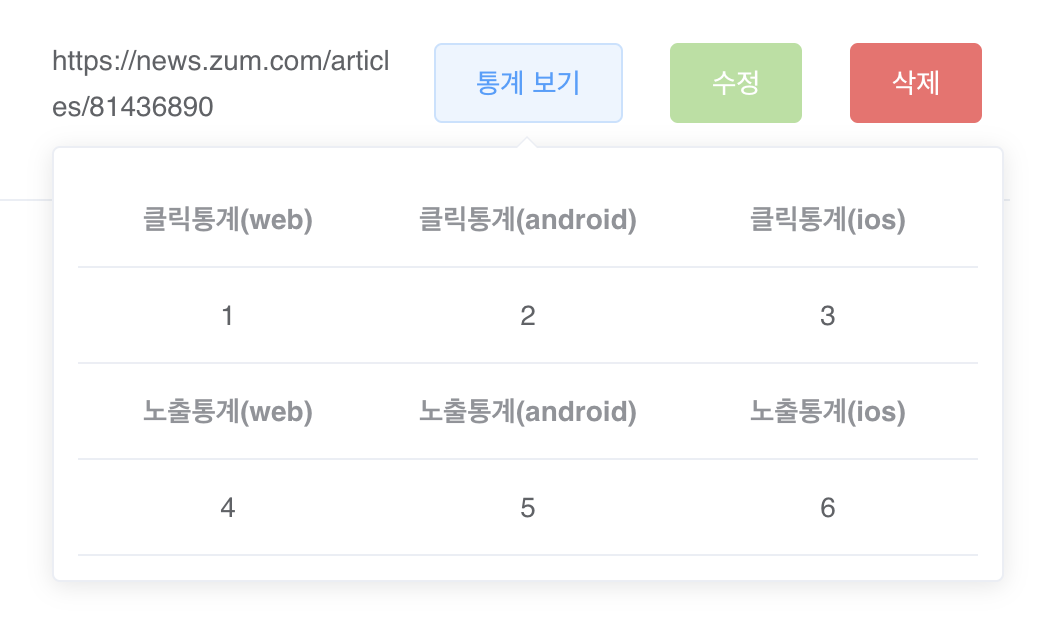 https://news.zum.com/articl
es/81436890
통계 보기
수정
삭제
클릭통계(web) 클릭통계(android) 클릭통계(ios)
1 2 3
노출통계(web) 노출통계(android) 노출통계(ios)
4 5 6